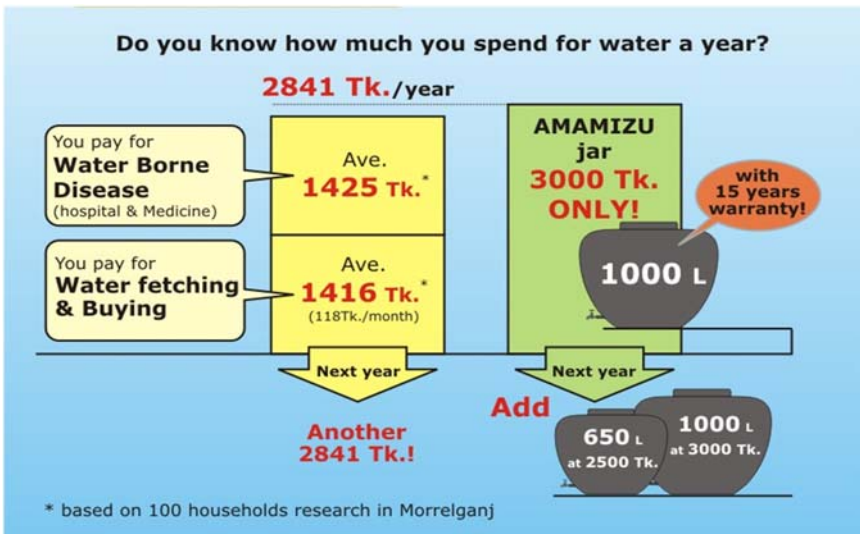 Do you know how much you spend for water a year?
2841 Tk./year
You pay for
Water Borne
Disease
(hospital & Medicine)
Ave.
1425 Tk.*
You pay for
Water fetching
& Buying
Ave.
1416 Tk.*
(118Tk./month)
AMAMIZU
jar
3000 Tk.
ONLY!
with
15 years
warranty!
1000 L
Next year
Another
2841 Tk.!
Next year
Add
650 L
at 2500 Tk.
1000 L
at 3000 Tk.
* based on 100 households research in Morrelganj